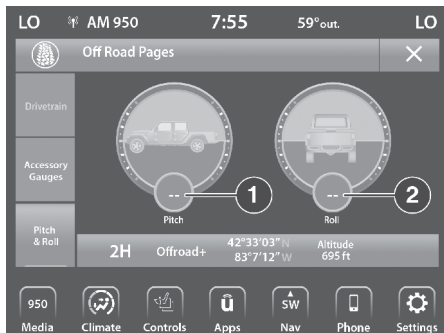 LO AM 950 7:55 59°out. LO
Off Road Pages
Drivetrain
Accessory
Gauges
Pitch
& Roll
-- 1
-- 2
Pitch
Roll
2H Offroad+ 42°33'03"N
83°7'12"W
Altitude
695 ft
950
Media
Climate
Controls
û
Apps
SW
Nav
Phone
Settings